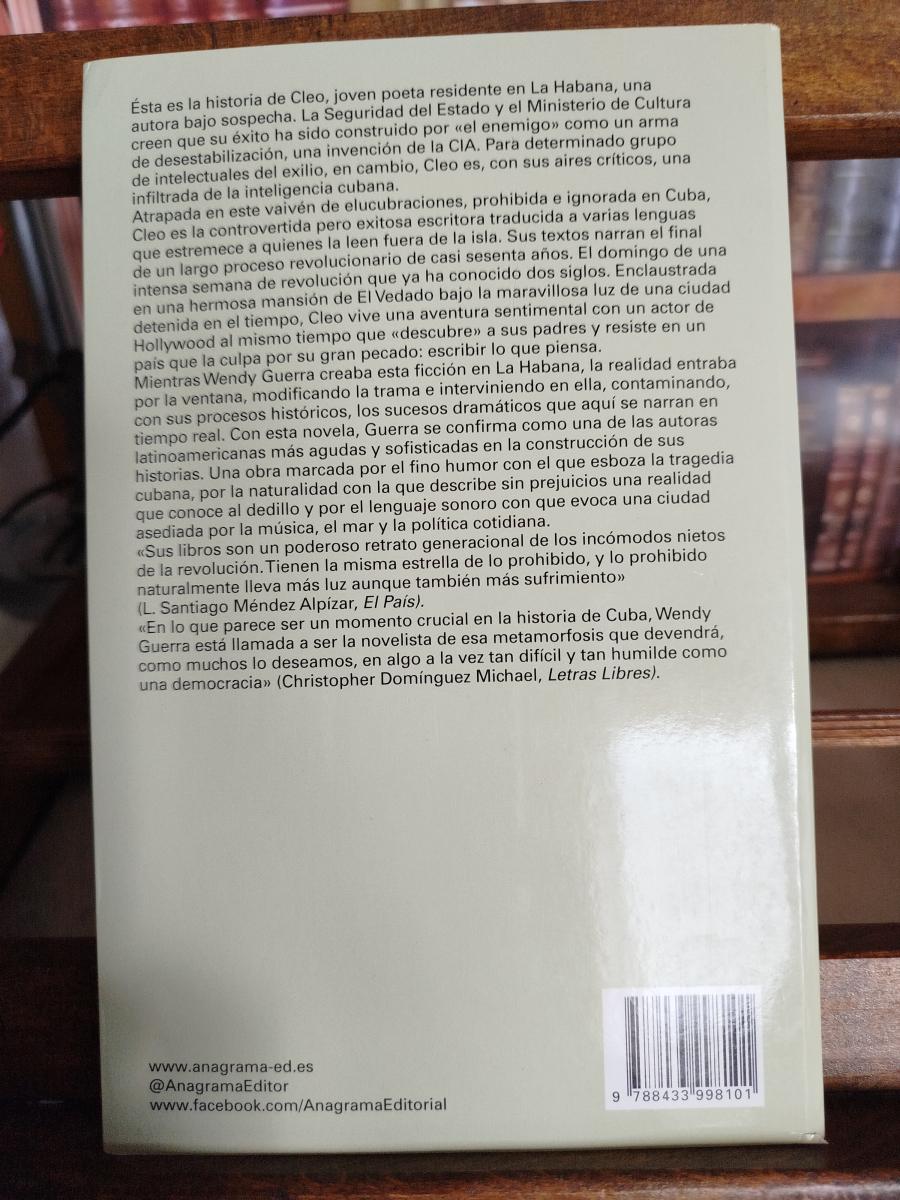 Ésta es la historia de Cleo, joven poeta residente en La Habana, una
autora bajo sospecha. La Seguridad del Estado y el Ministerio de Cultura
creen que su éxito ha sido construido por «el enemigo» como un arma
de desestabilización, una invención de la CIA. Para determinado grupo
de intelectuales del exilio, en cambio, Cleo es, con sus aires críticos, una
infiltrada de la inteligencia cubana.
Atrapada en este vaivén de elucubraciones, prohibida e ignorada en Cuba,
Cleo es la controvertida pero exitosa escritora traducida a varias lenguas
que estremece a quienes la leen fuera de la isla. Sus textos narran el final
de un largo proceso revolucionario de casi sesenta años. El domingo de una
intensa semana de revolución que ya ha conocido dos siglos. Enclaustrada
en una hermosa mansión de El Vedado bajo la maravillosa luz de una ciudad
detenida en el tiempo, Cleo vive una aventura sentimental con un actor de
Hollywood al mismo tiempo que «descubre» a sus padres y resiste en un
país que la culpa por su gran pecado: escribir lo que piensa.
Mientras Wendy Guerra creaba esta ficción en La Habana, la realidad entraba
por la ventana, modificando la trama e interviniendo en ella, contaminando,
con sus procesos históricos, los sucesos dramáticos que aquí se narran en
tiempo real. Con esta novela, Guerra se confirma como una de las autoras
latinoamericanas más agudas y sofisticadas en la construcción de sus
historias. Una obra marcada por el fino humor con el que esboza la tragedia
cubana, por la naturalidad con la que describe sin prejuicios una realidad
que conoce al dedillo y por el lenguaje sonoro con que evoca una ciudad
asediada por la música, el mar y la política cotidiana.
«Sus libros son un poderoso retrato generacional de los incómodos nietos
de la revolución. Tienen la misma estrella de lo prohibido, y lo prohibido
naturalmente lleva más luz aunque también más sufrimiento»
(L. Santiago Méndez Alpízar, El País).
«En lo que parece ser un momento crucial en la historia de Cuba, Wendy
Guerra está llamada a ser la novelista de esa metamorfosis que devendrá,
como muchos lo deseamos, en algo a la vez tan difícil y tan humilde como
una democracia» (Christopher Domínguez Michael, Letras Libres).
www.anagrama-ed.es
@AnagramaEditor
www.facebook.com/AnagramaEditorial
9 788433 998101